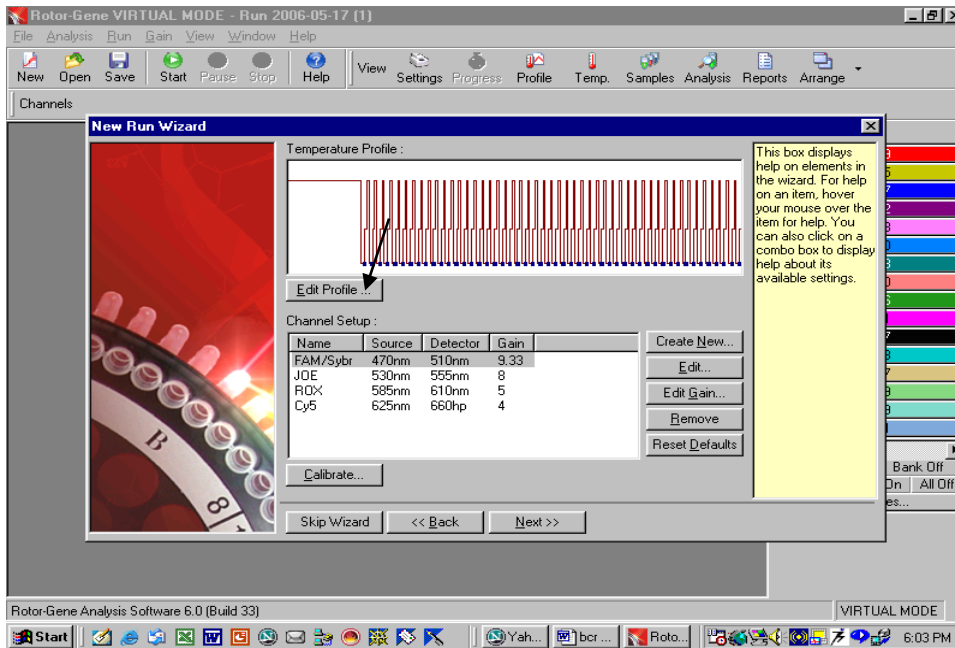 Rotor-Gene VIRTUAL MODE - Run 2006-05-17 (1)
File Analysis Run Gain View Window Help
New Open Save Start Pause Stop Help View Settings Progress Profile Temp. Samples Analysis Reports Arrange
Channels
New Run Wizard
Temperature Profile :
Edit Profile ...
Channel Setup :
Name Source Detector Gain
FAM/Sybr 470nm 510nm 9.33
JOE 530nm 555nm 8
ROX 585nm 610nm 5
Cy5 625nm 660hp 4
Create New...
Edit...
Edit Gain...
Remove
Reset Defaults
Calibrate...
Skip Wizard << Back Next >>
This box displays
help on elements in
the wizard. For help
on an item, hover
your mouse over the
item for help. You
can also click on a
combo box to display
help about its
available settings.
B
8
Bank Off
On All Off
es...
Rotor-Gene Analysis Software 6.0 (Build 33)
VIRTUAL MODE
Start Yah... bcr ... Roto... 6:03 PM